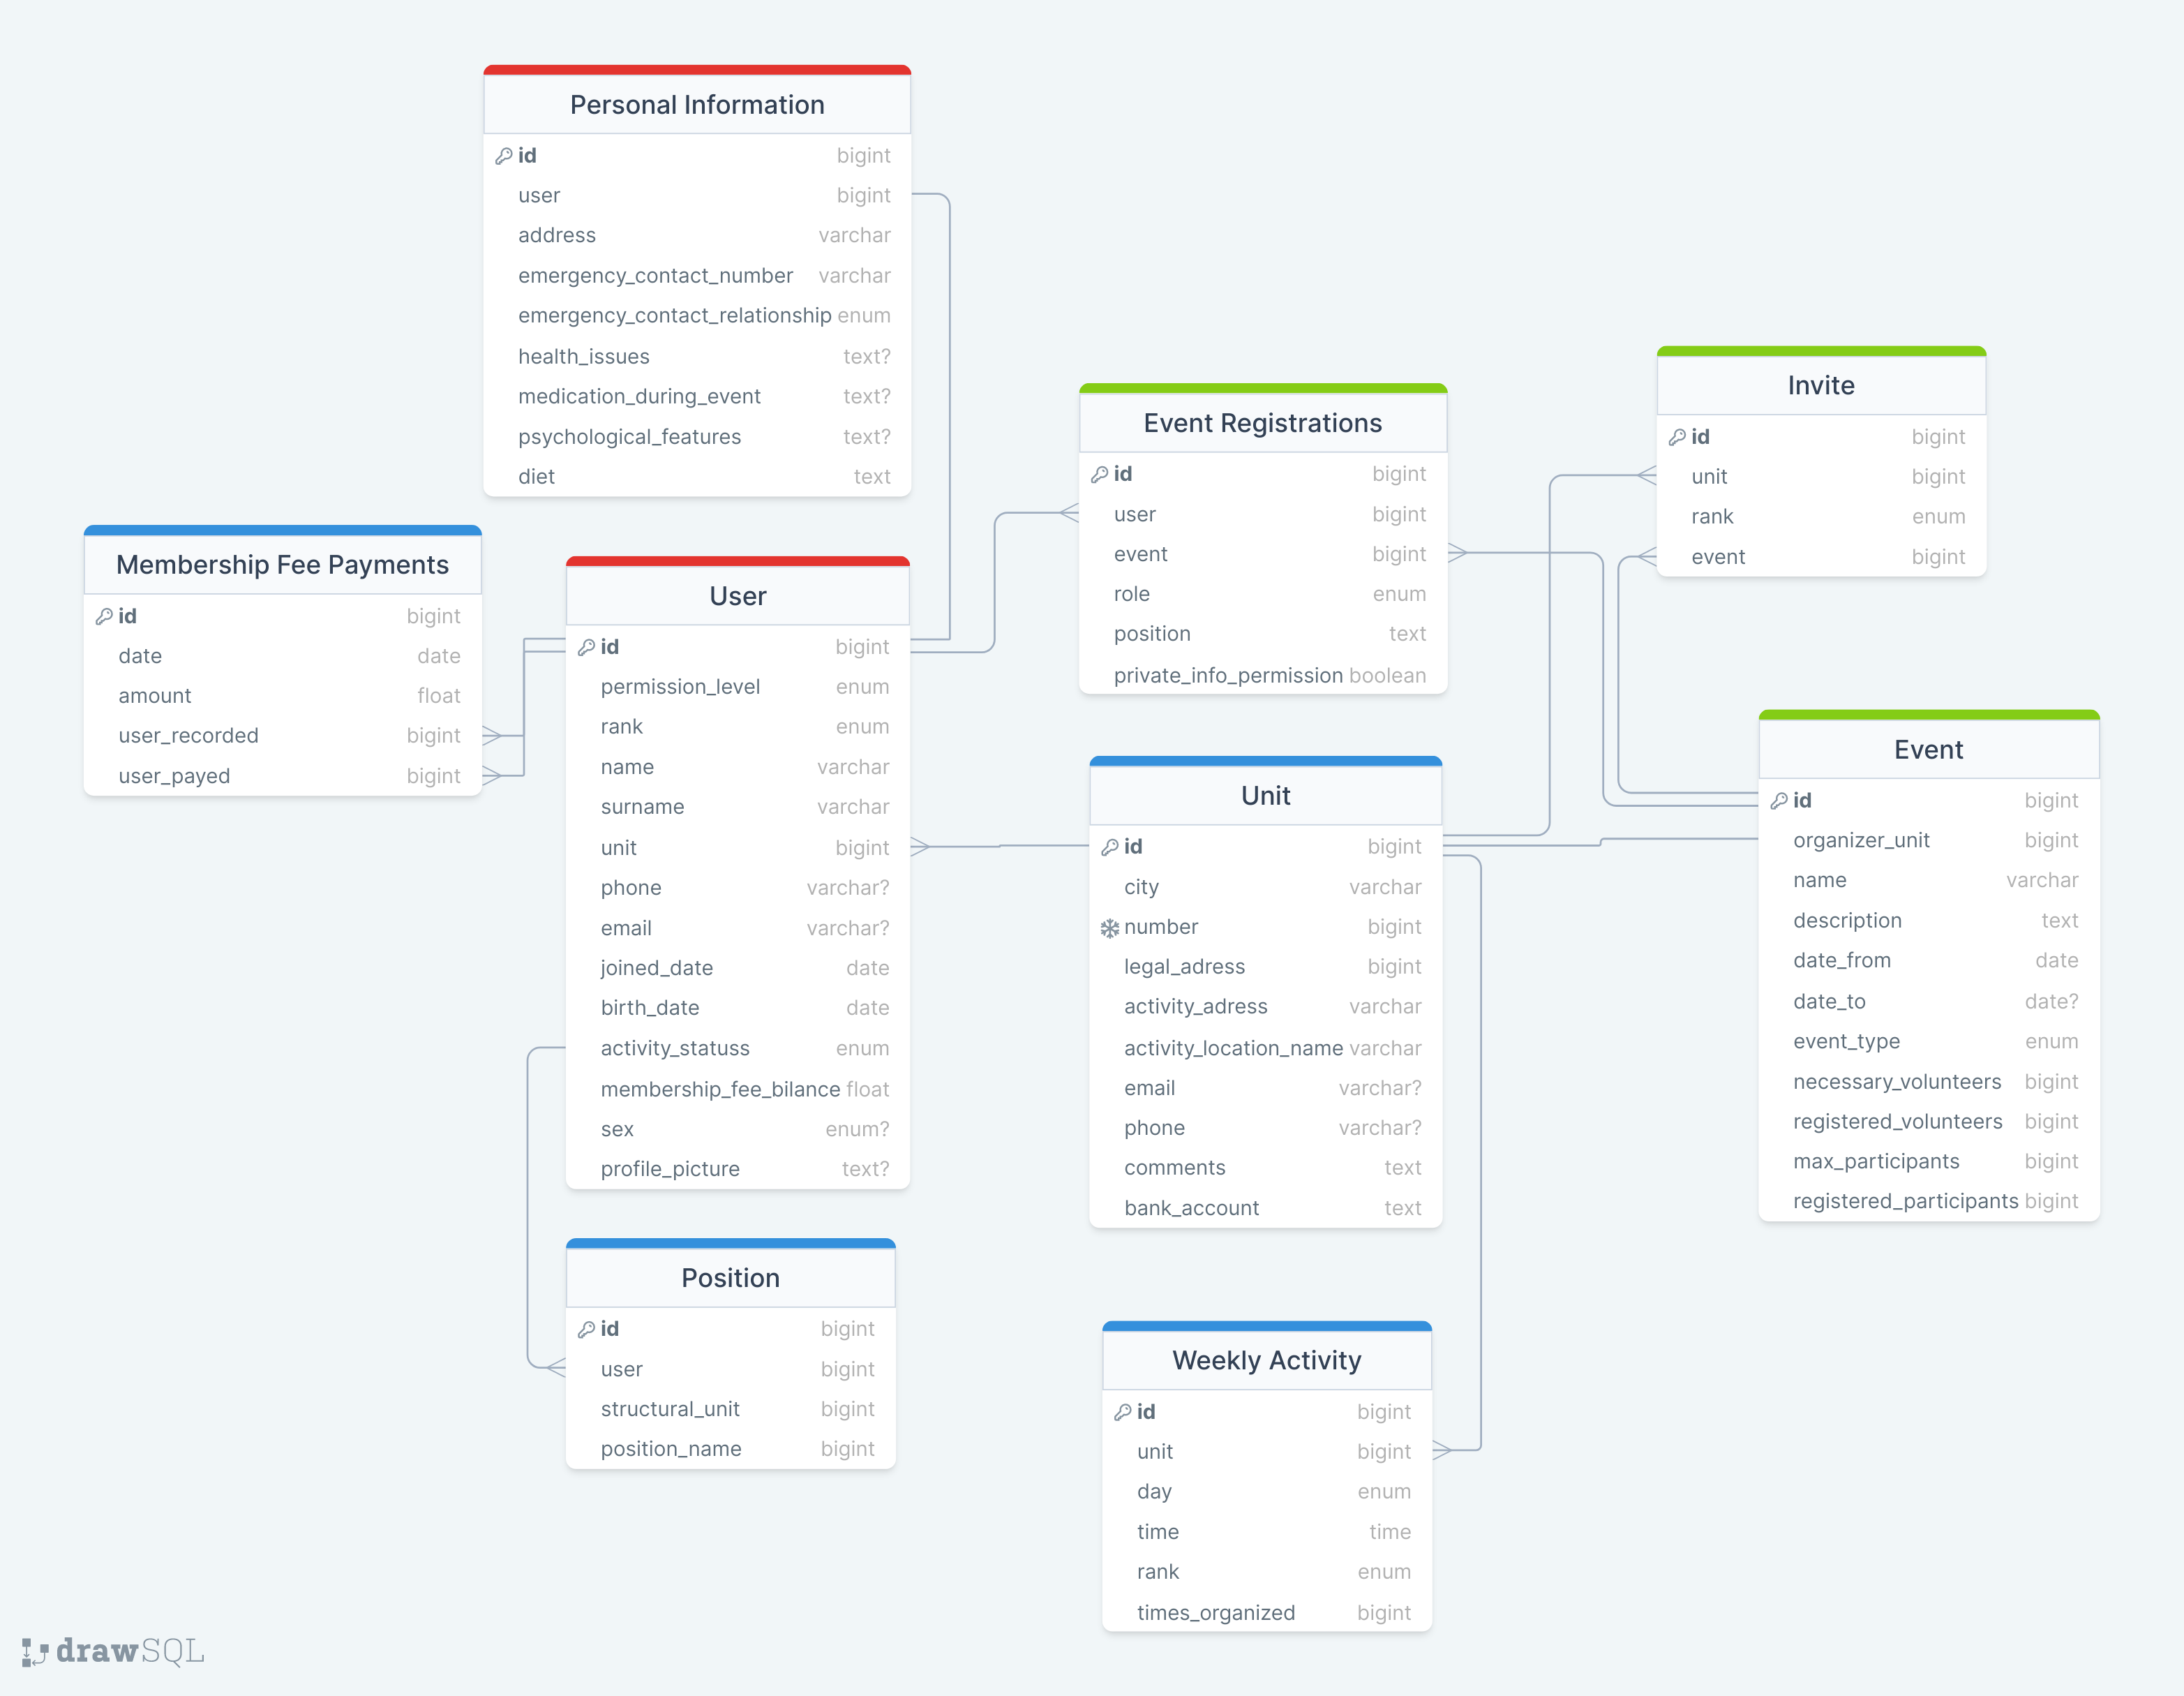 Personal Information
id bigint
user bigint
address varchar
emergency_contact_number varchar
emergency_contact_relationship enum
health_issues text?
medication_during_event text?
psychological_features text?
diet text
Membership Fee Payments
id bigint
date date
amount float
user_recorded bigint
user_payed bigint
User
id bigint
permission_level enum
rank enum
name varchar
surname varchar
unit bigint
phone varchar?
email varchar?
joined_date date
birth_date date
activity_statuss enum
membership_fee_bilance float
sex enum?
profile_picture text?
Position
id bigint
user bigint
structural_unit bigint
position_name bigint
Event Registrations
id bigint
user bigint
event bigint
role enum
position text
private_info_permission boolean
Unit
id bigint
city varchar
number bigint
legal_adress bigint
activity_adress varchar
activity_location_name varchar
email varchar?
phone varchar?
comments text
bank_account text
Weekly Activity
id bigint
unit bigint
day enum
time time
rank enum
times_organized bigint
Invite
id bigint
unit bigint
rank enum
event bigint
Event
id bigint
organizer_unit bigint
name varchar
description text
date_from date
date_to date?
event_type enum
necessary_volunteers bigint
registered_volunteers bigint
max_participants bigint
registered_participants bigint
drawSQL